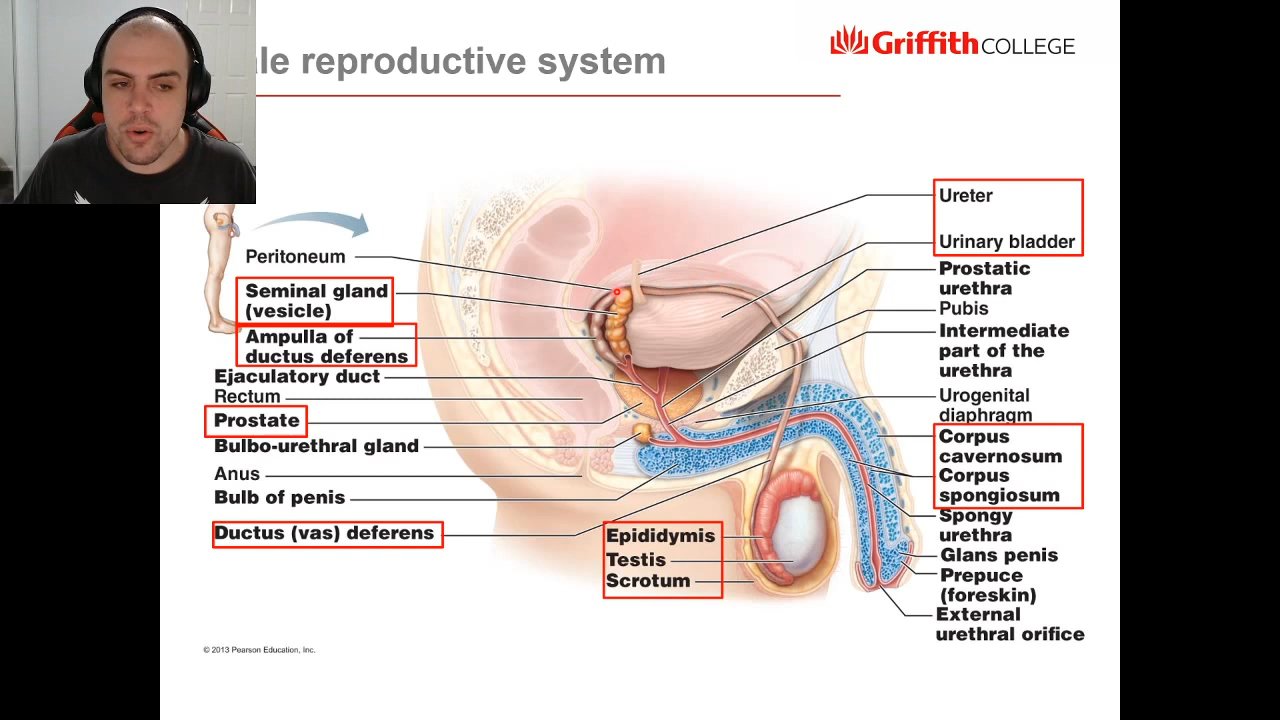 le reproductive system
Griffith COLLEGE
Peritoneum
Seminal gland
(vesicle)
Ampulla of
ductus deferens
Ejaculatory duct
Rectum
Prostate
Bulbo-urethral gland
Anus
Bulb of penis
Ductus (vas) deferens
Epididymis
Testis
Scrotum
Ureter
Urinary bladder
Prostatic
urethra
Pubis
Intermediate
part of the
urethra
Urogenital
diaphragm
Corpus
cavernosum
Corpus
spongiosum
Spongy
urethra
Glans penis
Prepuce
(foreskin)
External
urethral orifice
© 2013 Pearson Education, Inc.